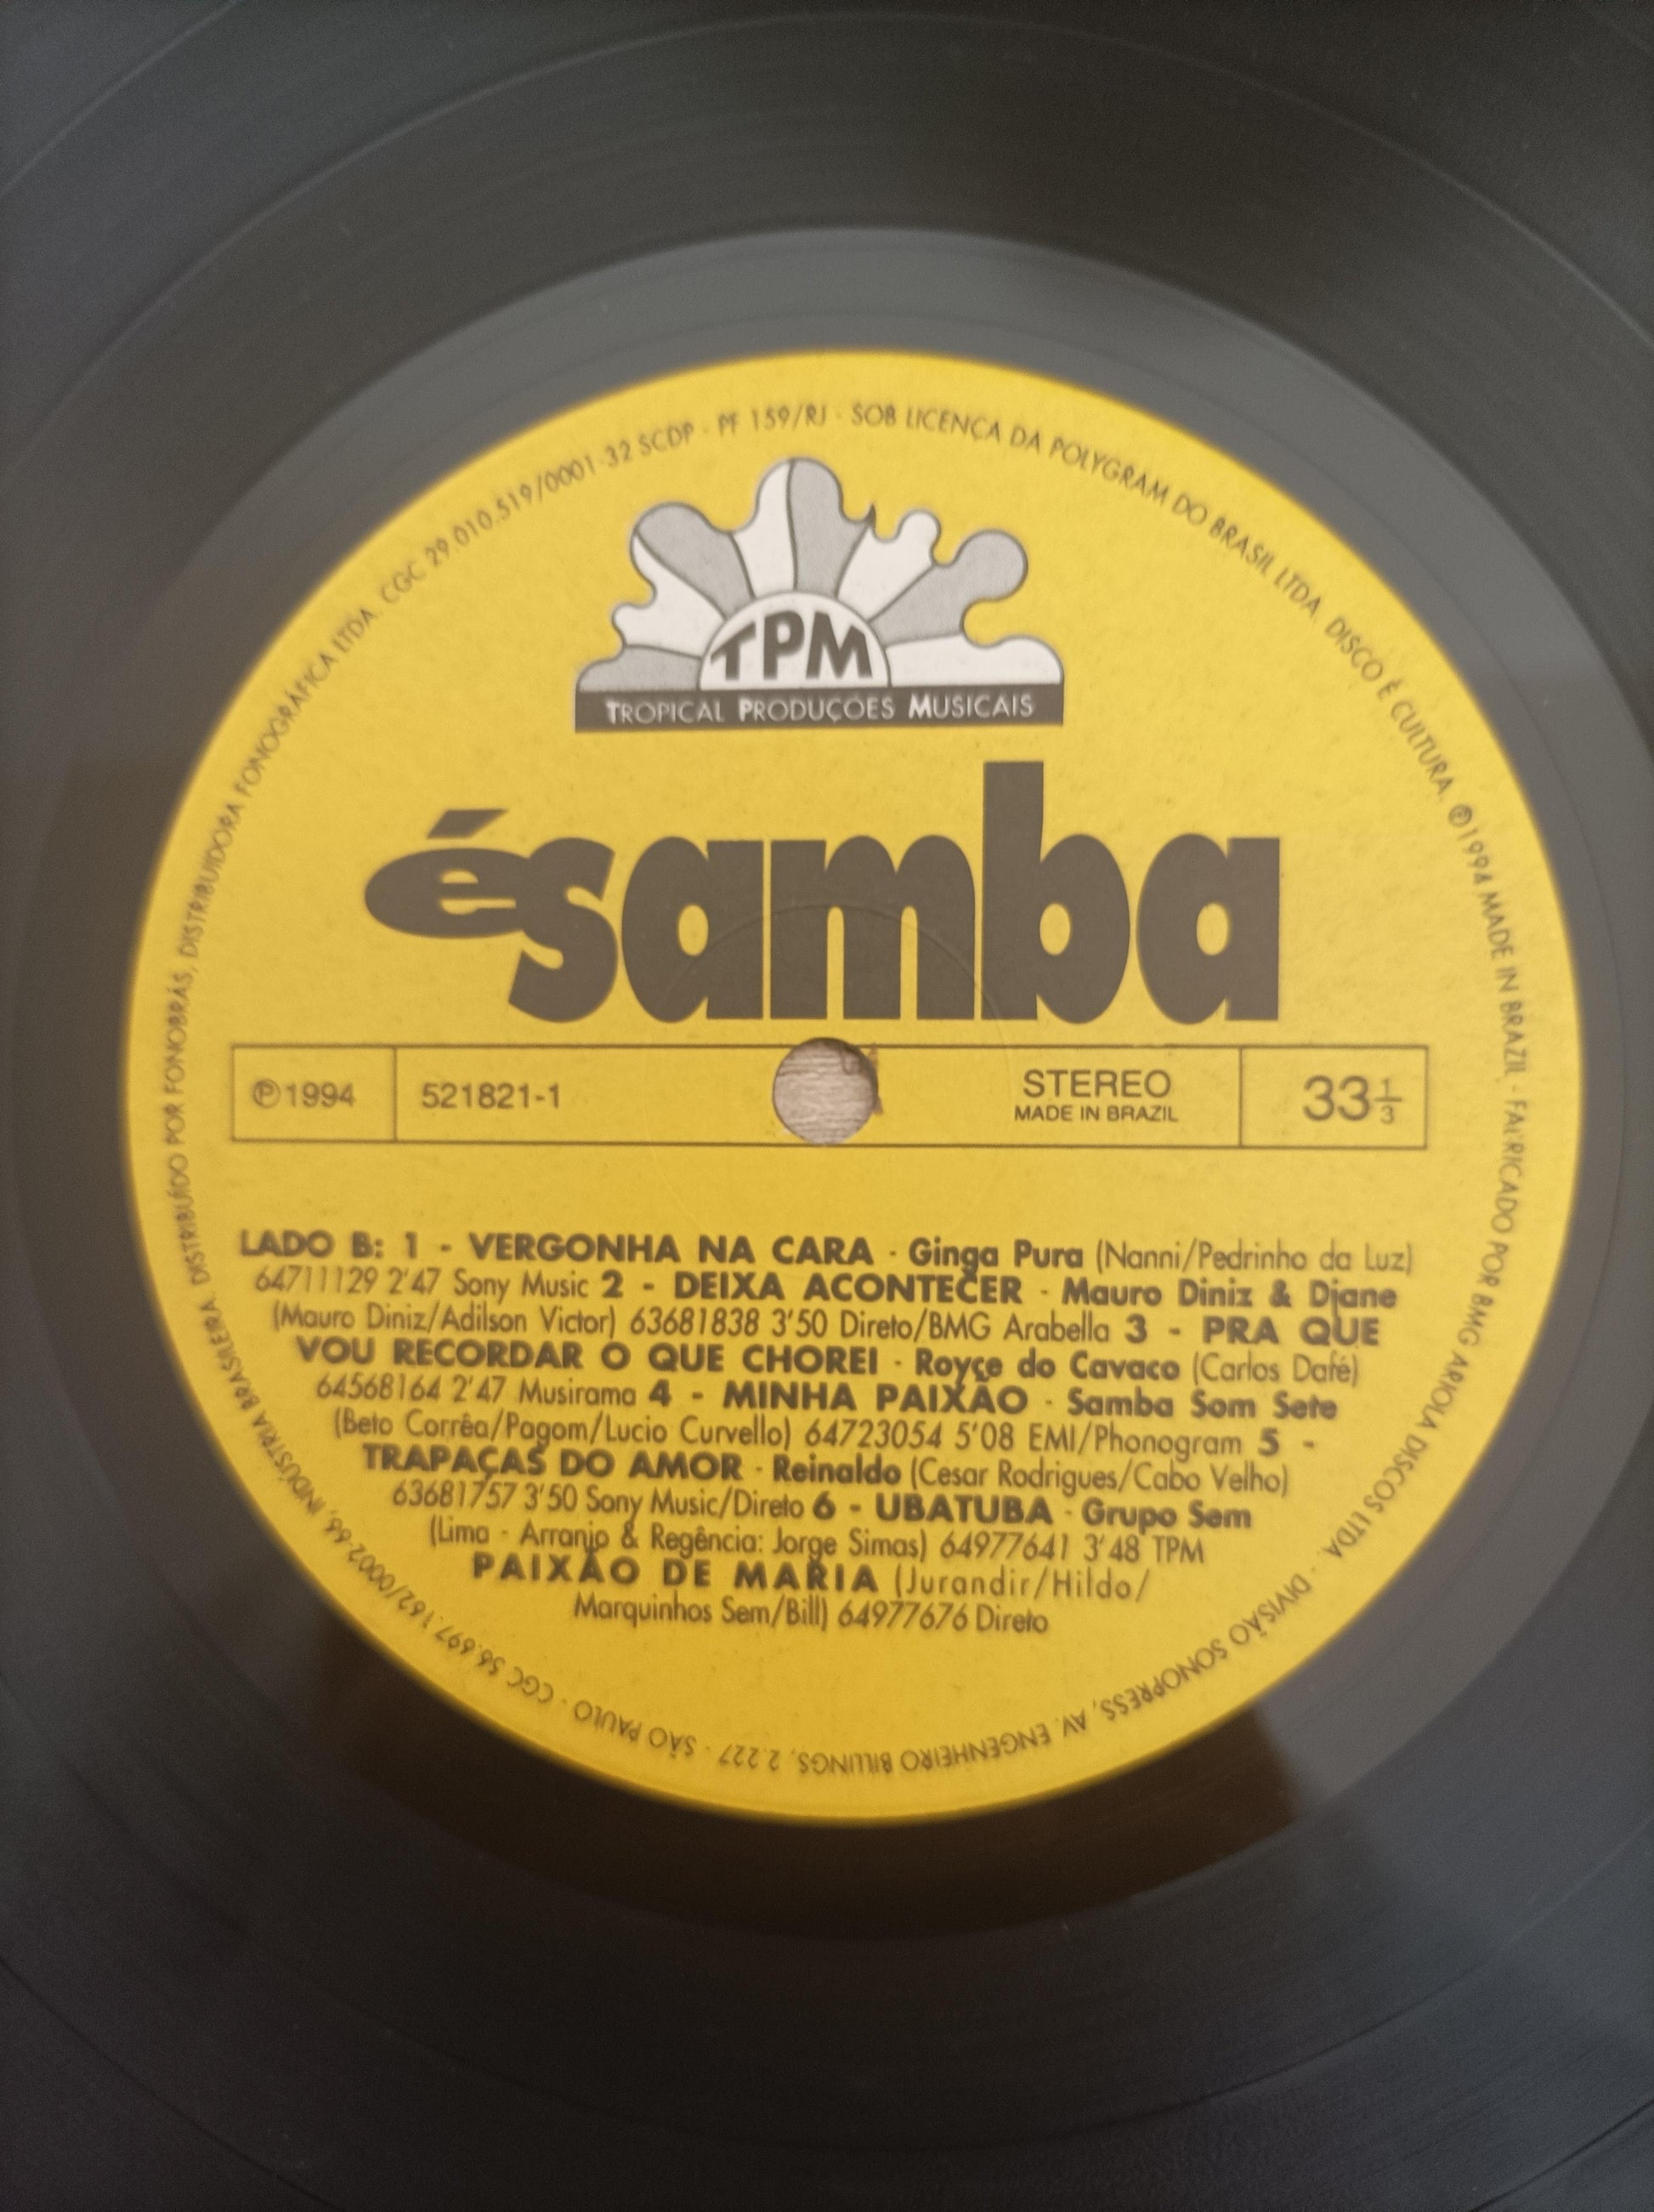 DISTRIBUÍDO POR FONOBRÁS, DISTRIBUIDORA FONOGRÁFICA LTDA. CGC 29.010.519/0001-32 SCDP - PF 159/RJ - SOB LICENÇA DA POLYGRAM DO BRASIL LTDA. DISCO É CULTURA. ℗1994 MADE IN BRAZIL - FABRICADO POR BMG ARIOLA DISCOS LTDA. - DIVISÃO SONOPRESS, AV. ENGENHEIRO BILLINGS, 2.227 - SÃO PAULO - CGC 56.697.162/0002-66, INDÚSTRIA BRASILEIRA.
TPM
TROPICAL PRODUÇÕES MUSICAIS
é samba
℗1994 521821-1 STEREO 33 1/3
MADE IN BRAZIL
LADO B: 1 - VERGONHA NA CARA - Ginga Pura (Nanni/Pedrinho da Luz)
64711129 2'47 Sony Music 2 - DEIXA ACONTECER - Mauro Diniz & Djane
(Mauro Diniz/Adilson Victor) 63681838 3'50 Direto/BMG Arabella 3 - PRA QUE
VOU RECORDAR O QUE CHOREI - Royçe do Cavaco (Carlos Dafé)
64568164 2'47 Musirama 4 - MINHA PAIXÃO - Samba Som Sete
(Beto Corrêa/Pagom/Lucio Curvello) 64723054 5'08 EMI/Phonogram 5 -
TRAPAÇAS DO AMOR - Reinaldo (Cesar Rodrigues/Cabo Velho)
63681757 3'50 Sony Music/Direto 6 - UBATUBA - Grupo Sem
(Lima - Arranjo & Regência: Jorge Simas) 64977641 3'48 TPM
PAIXÃO DE MARIA (Jurandir/Hildo/
Marquinhos Sem/Bill) 64977676 Direto